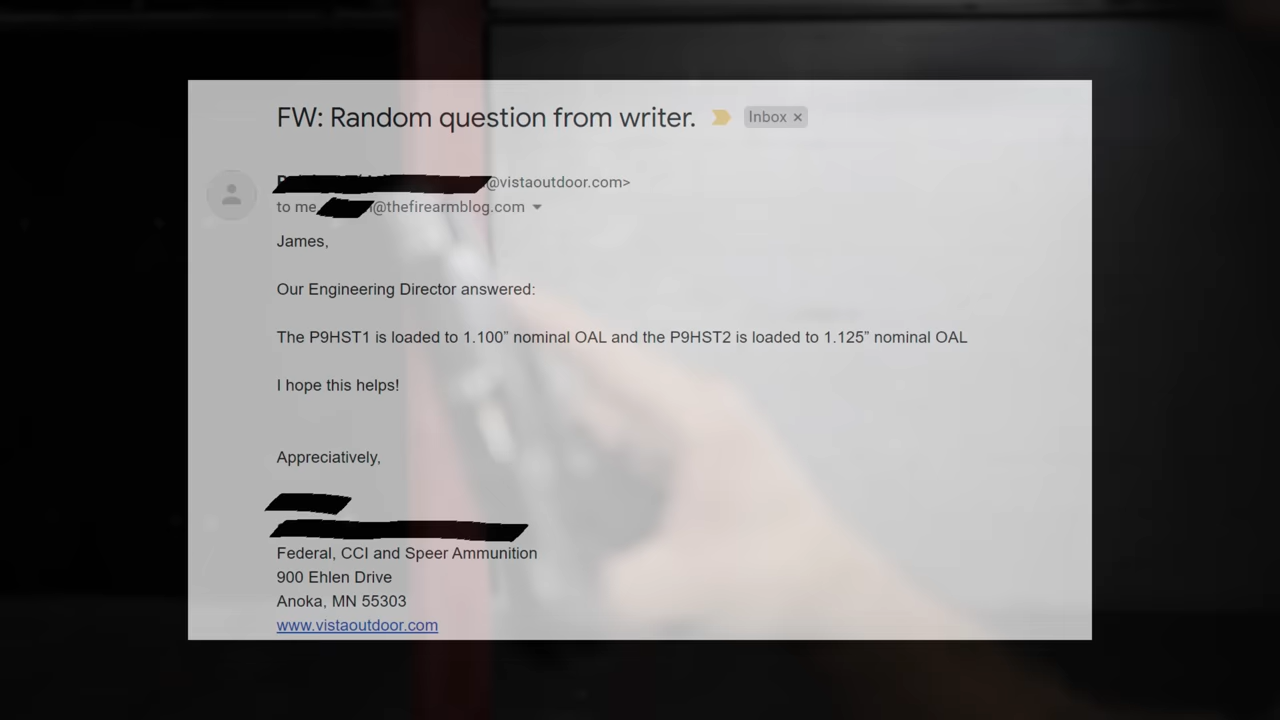 FW: Random question from writer. Inbox ×
@vistaoutdoor.com>
to me @thefirearmblog.com
James,
Our Engineering Director answered:
The P9HST1 is loaded to 1.100” nominal OAL and the P9HST2 is loaded to 1.125” nominal OAL
I hope this helps!
Appreciatively,
Federal, CCI and Speer Ammunition
900 Ehlen Drive
Anoka, MN 55303
www.vistaoutdoor.com